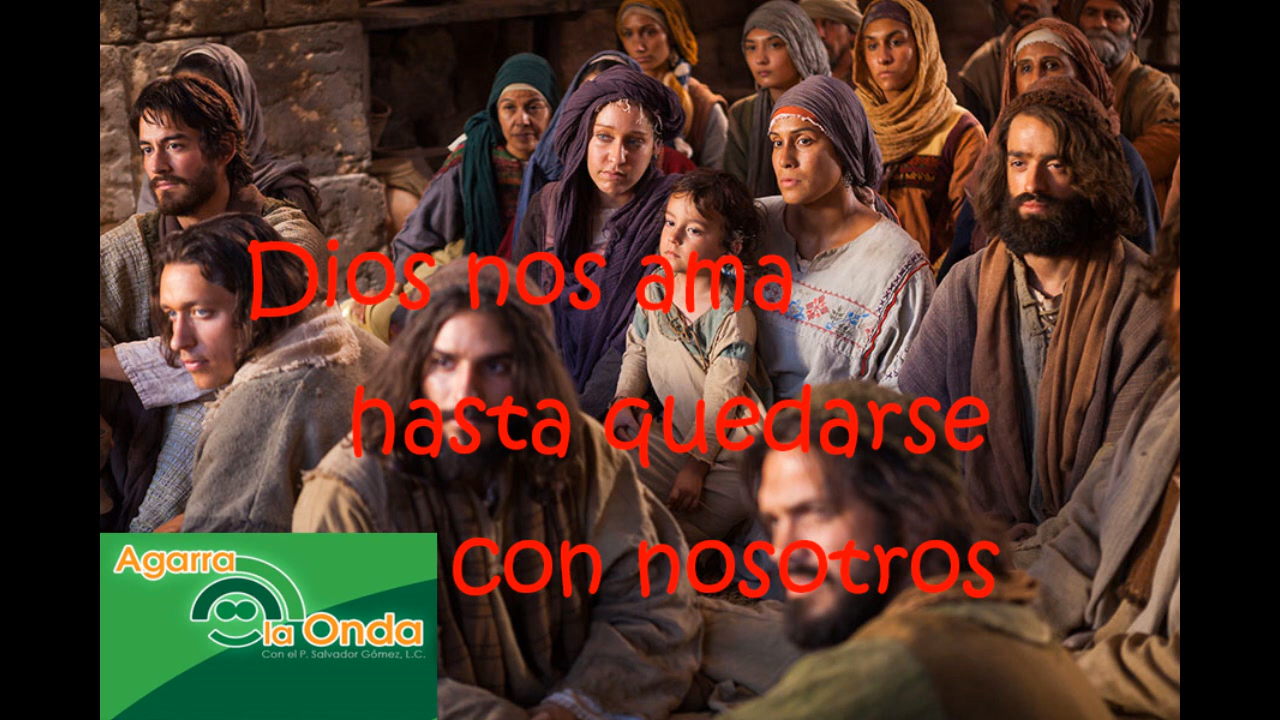 Dios nos ama
hasta quedarse
con nosotros
Agarra
la Onda
Con el P. Salvador Gómez, L.C.